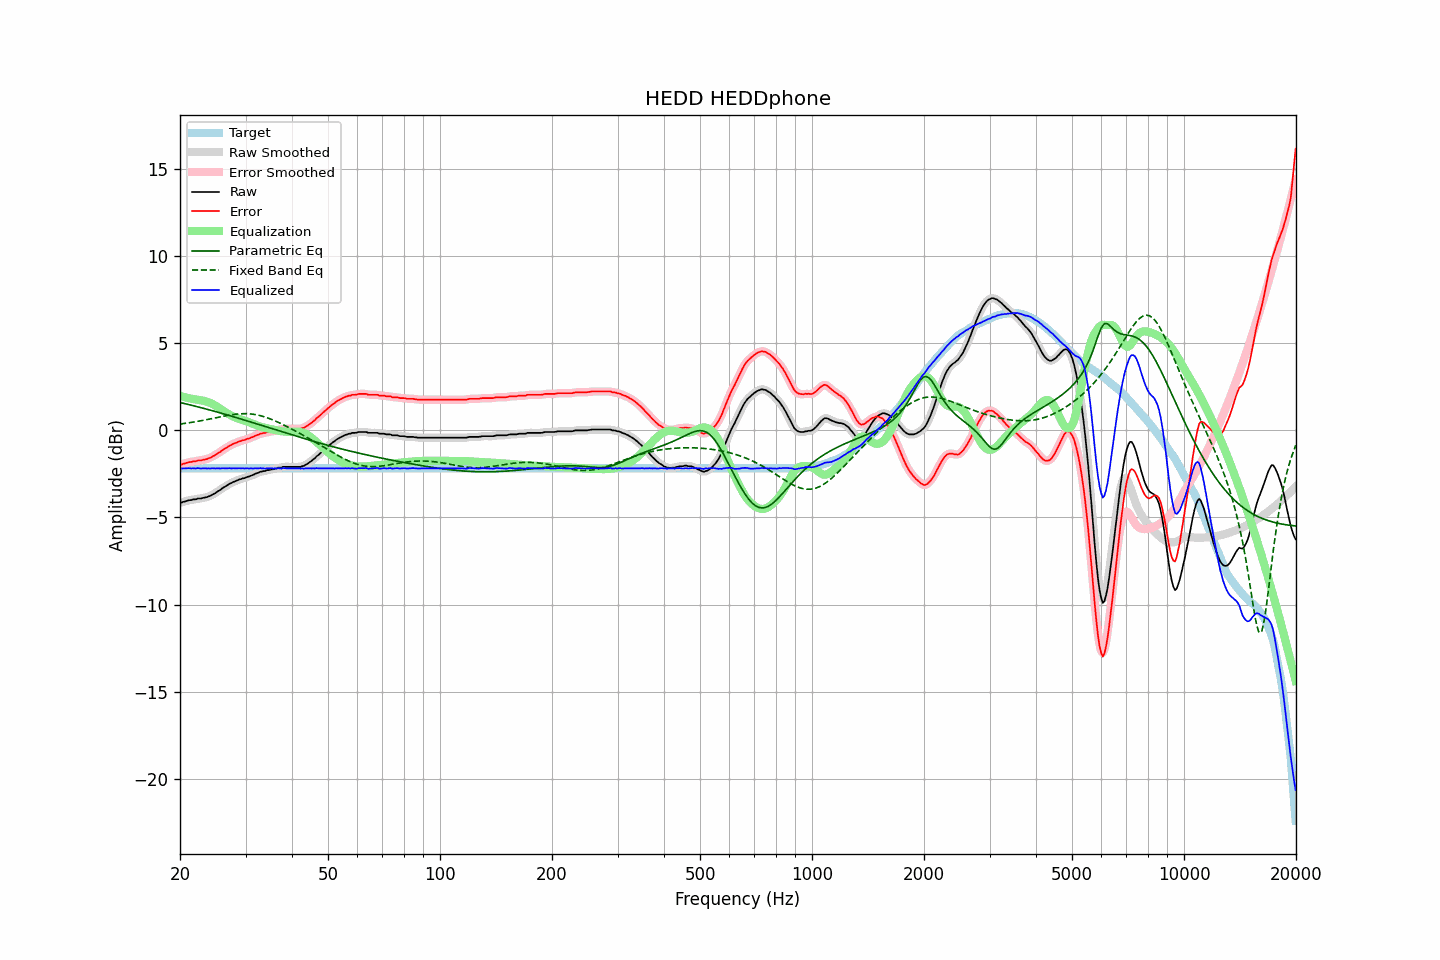 HEDD HEDDphone
Target
Raw Smoothed
Error Smoothed
Raw
Error
Equalization
Parametric Eq
Fixed Band Eq
Equalized
15
10
5
0
−5
−10
−15
−20
Amplitude (dBr)
20 50 100 200 500 1000 2000 5000 10000 20000
Frequency (Hz)